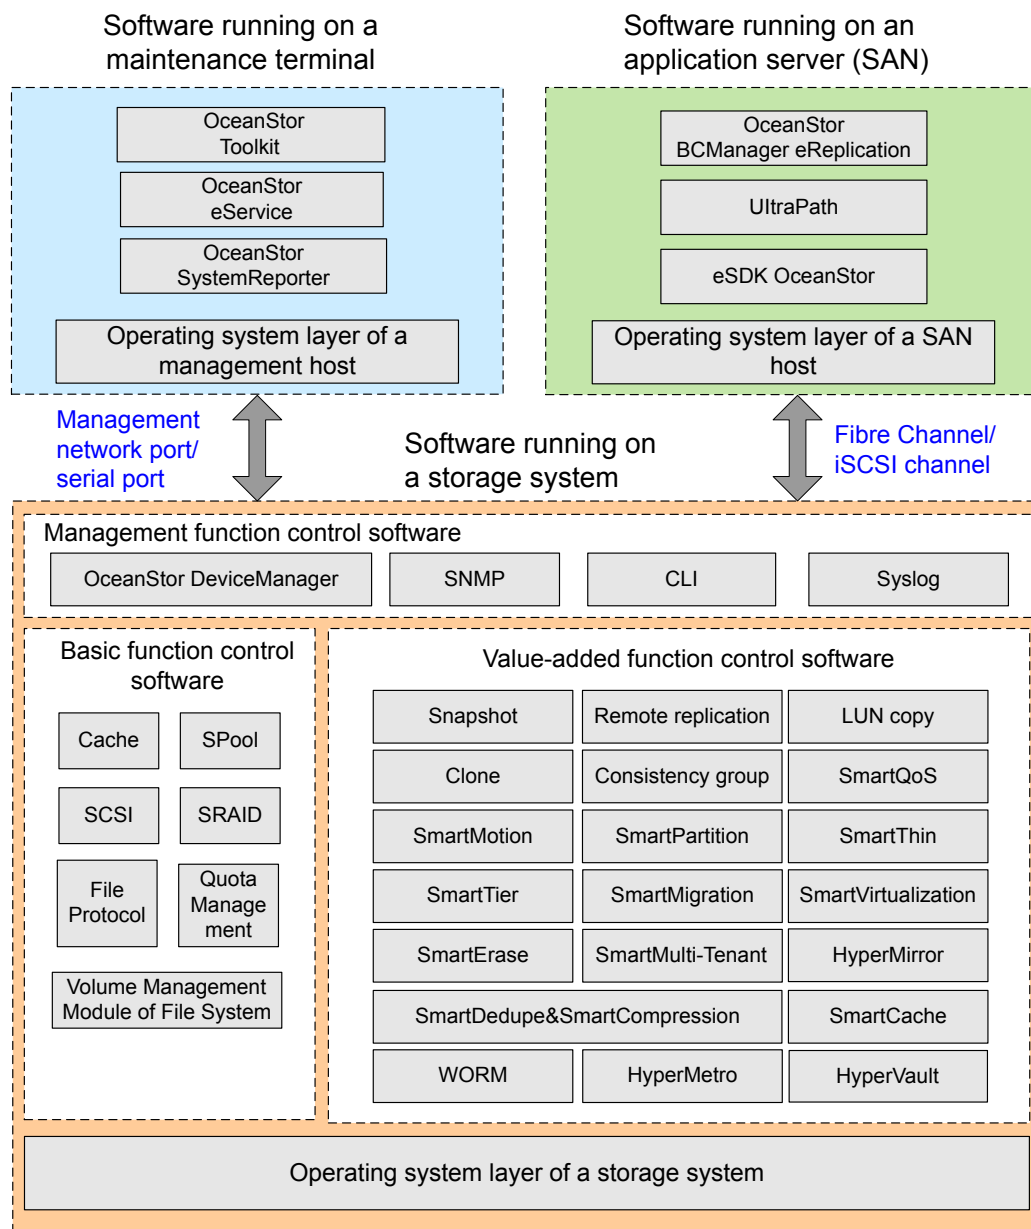 Software running on a
maintenance terminal
Software running on an
application server (SAN)
OceanStor
Toolkit
OceanStor
eService
OceanStor
SystemReporter
Operating system layer of a
management host
OceanStor
BCManager eReplication
UltraPath
eSDK OceanStor
Operating system layer of a SAN
host
Management
network port/
serial port
Software running on
a storage system
Fibre Channel/
iSCSI channel
Management function control software
OceanStor DeviceManager
SNMP
CLI
Syslog
Basic function control
software
Cache
SPool
SCSI
SRAID
File
Protocol
Quota
Manage
ment
Volume Management
Module of File System
Value-added function control software
Snapshot
Remote replication
LUN copy
Clone
Consistency group
SmartQoS
SmartMotion
SmartPartition
SmartThin
SmartTier
SmartMigration
SmartVirtualization
SmartErase
SmartMulti-Tenant
HyperMirror
SmartDedupe&SmartCompression
SmartCache
WORM
HyperMetro
HyperVault
Operating system layer of a storage system